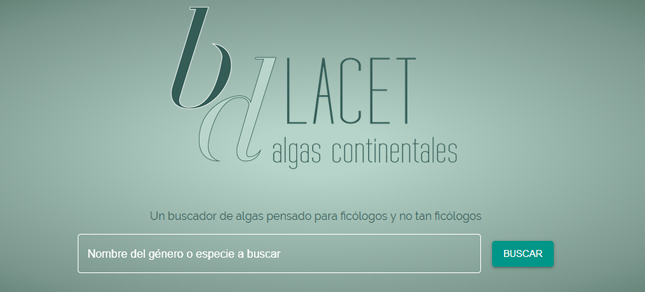 bd LACET
algas continentales
Un buscador de algas pensado para ficólogos y no tan ficólogos
Nombre del género o especie a buscar
BUSCAR